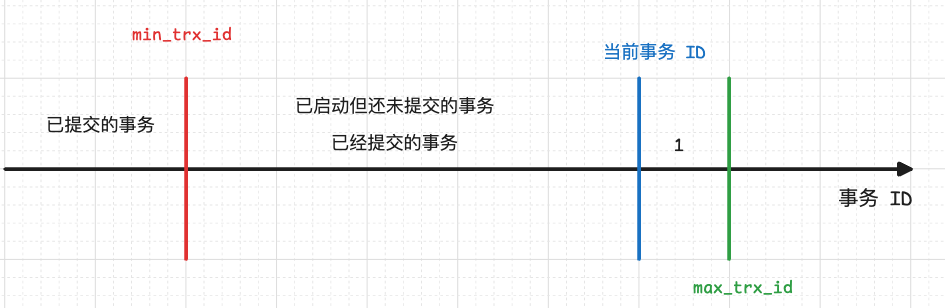 min_trx_id
当前事务 ID
已启动但还未提交的事务
已提交的事务
已经提交的事务
1
事务 ID
max_trx_id